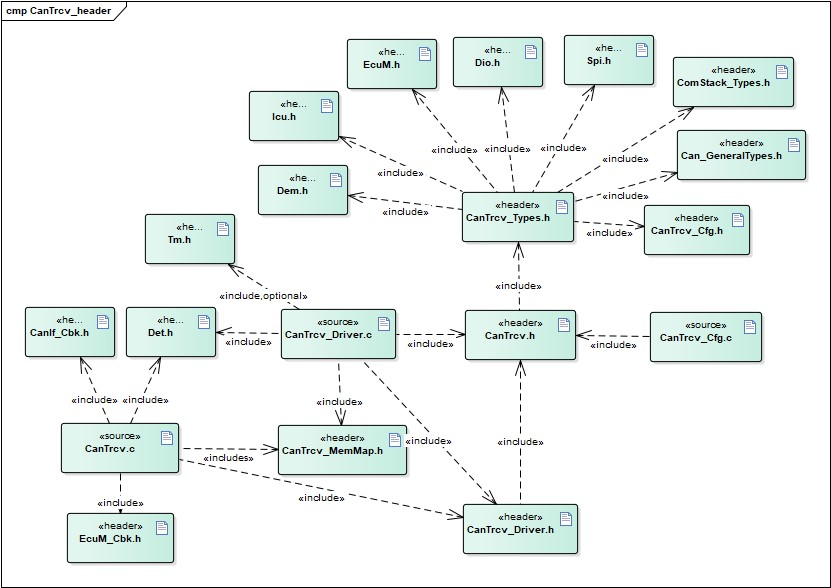 cmp CanTrcv_header
«he...
EcuM.h
«he...
Dio.h
«he...
Spi.h
«header»
ComStack_Types.h
«he...
Icu.h
«header»
Can_GeneralTypes.h
«include»
«include»
«include»
«include»
«include»
«he...
Dem.h
«include»
«include»
«header»
CanTrcv_Types.h
«header»
CanTrcv_Cfg.h
«include»
«he...
Tm.h
«include,optional»
«include»
«he...
CanIf_Cbk.h
«he...
Det.h
«source»
CanTrcv_Driver.c
«header»
CanTrcv.h
«source»
CanTrcv_Cfg.c
«include»
«include»
«include»
«include»
«include»
«include»
«source»
CanTrcv.c
«header»
CanTrcv_MemMap.h
«include»
«include»
«includes»
«include»
«include»
«header»
EcuM_Cbk.h
«header»
CanTrcv_Driver.h